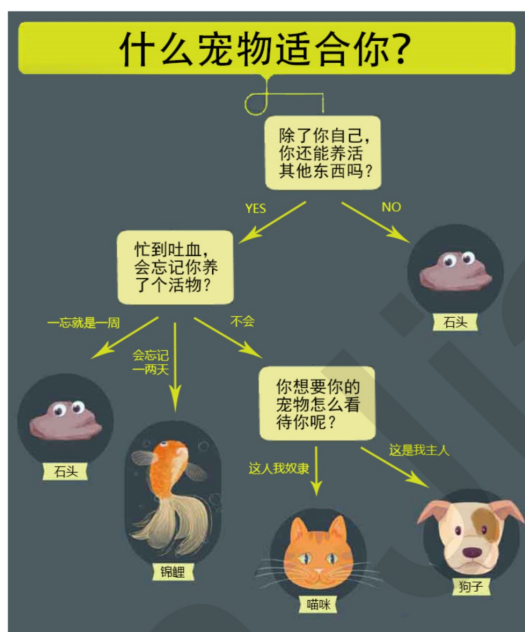 什么宠物适合你?
除了你自己,
你还能养活
其他东西吗?
YES
NO
忙到吐血,
会忘记你养
了个活物?
石头
一忘就是一周
会忘记
一两天
不会
你想要你的
宠物怎么看
待你呢?
石头
锦鲤
这人我奴隶
这是我主人
喵咪
狗子